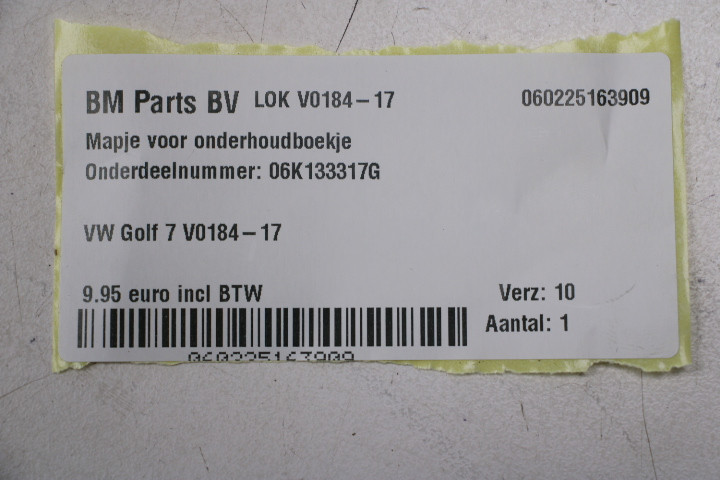 BM Parts BV LOK V0184-17 060225163909
Mapje voor onderhoudboekje
Onderdeelnummer: 06K133317G
VW Golf 7 V0184-17
9.95 euro incl BTW Verz: 10
Aantal: 1
060225163909